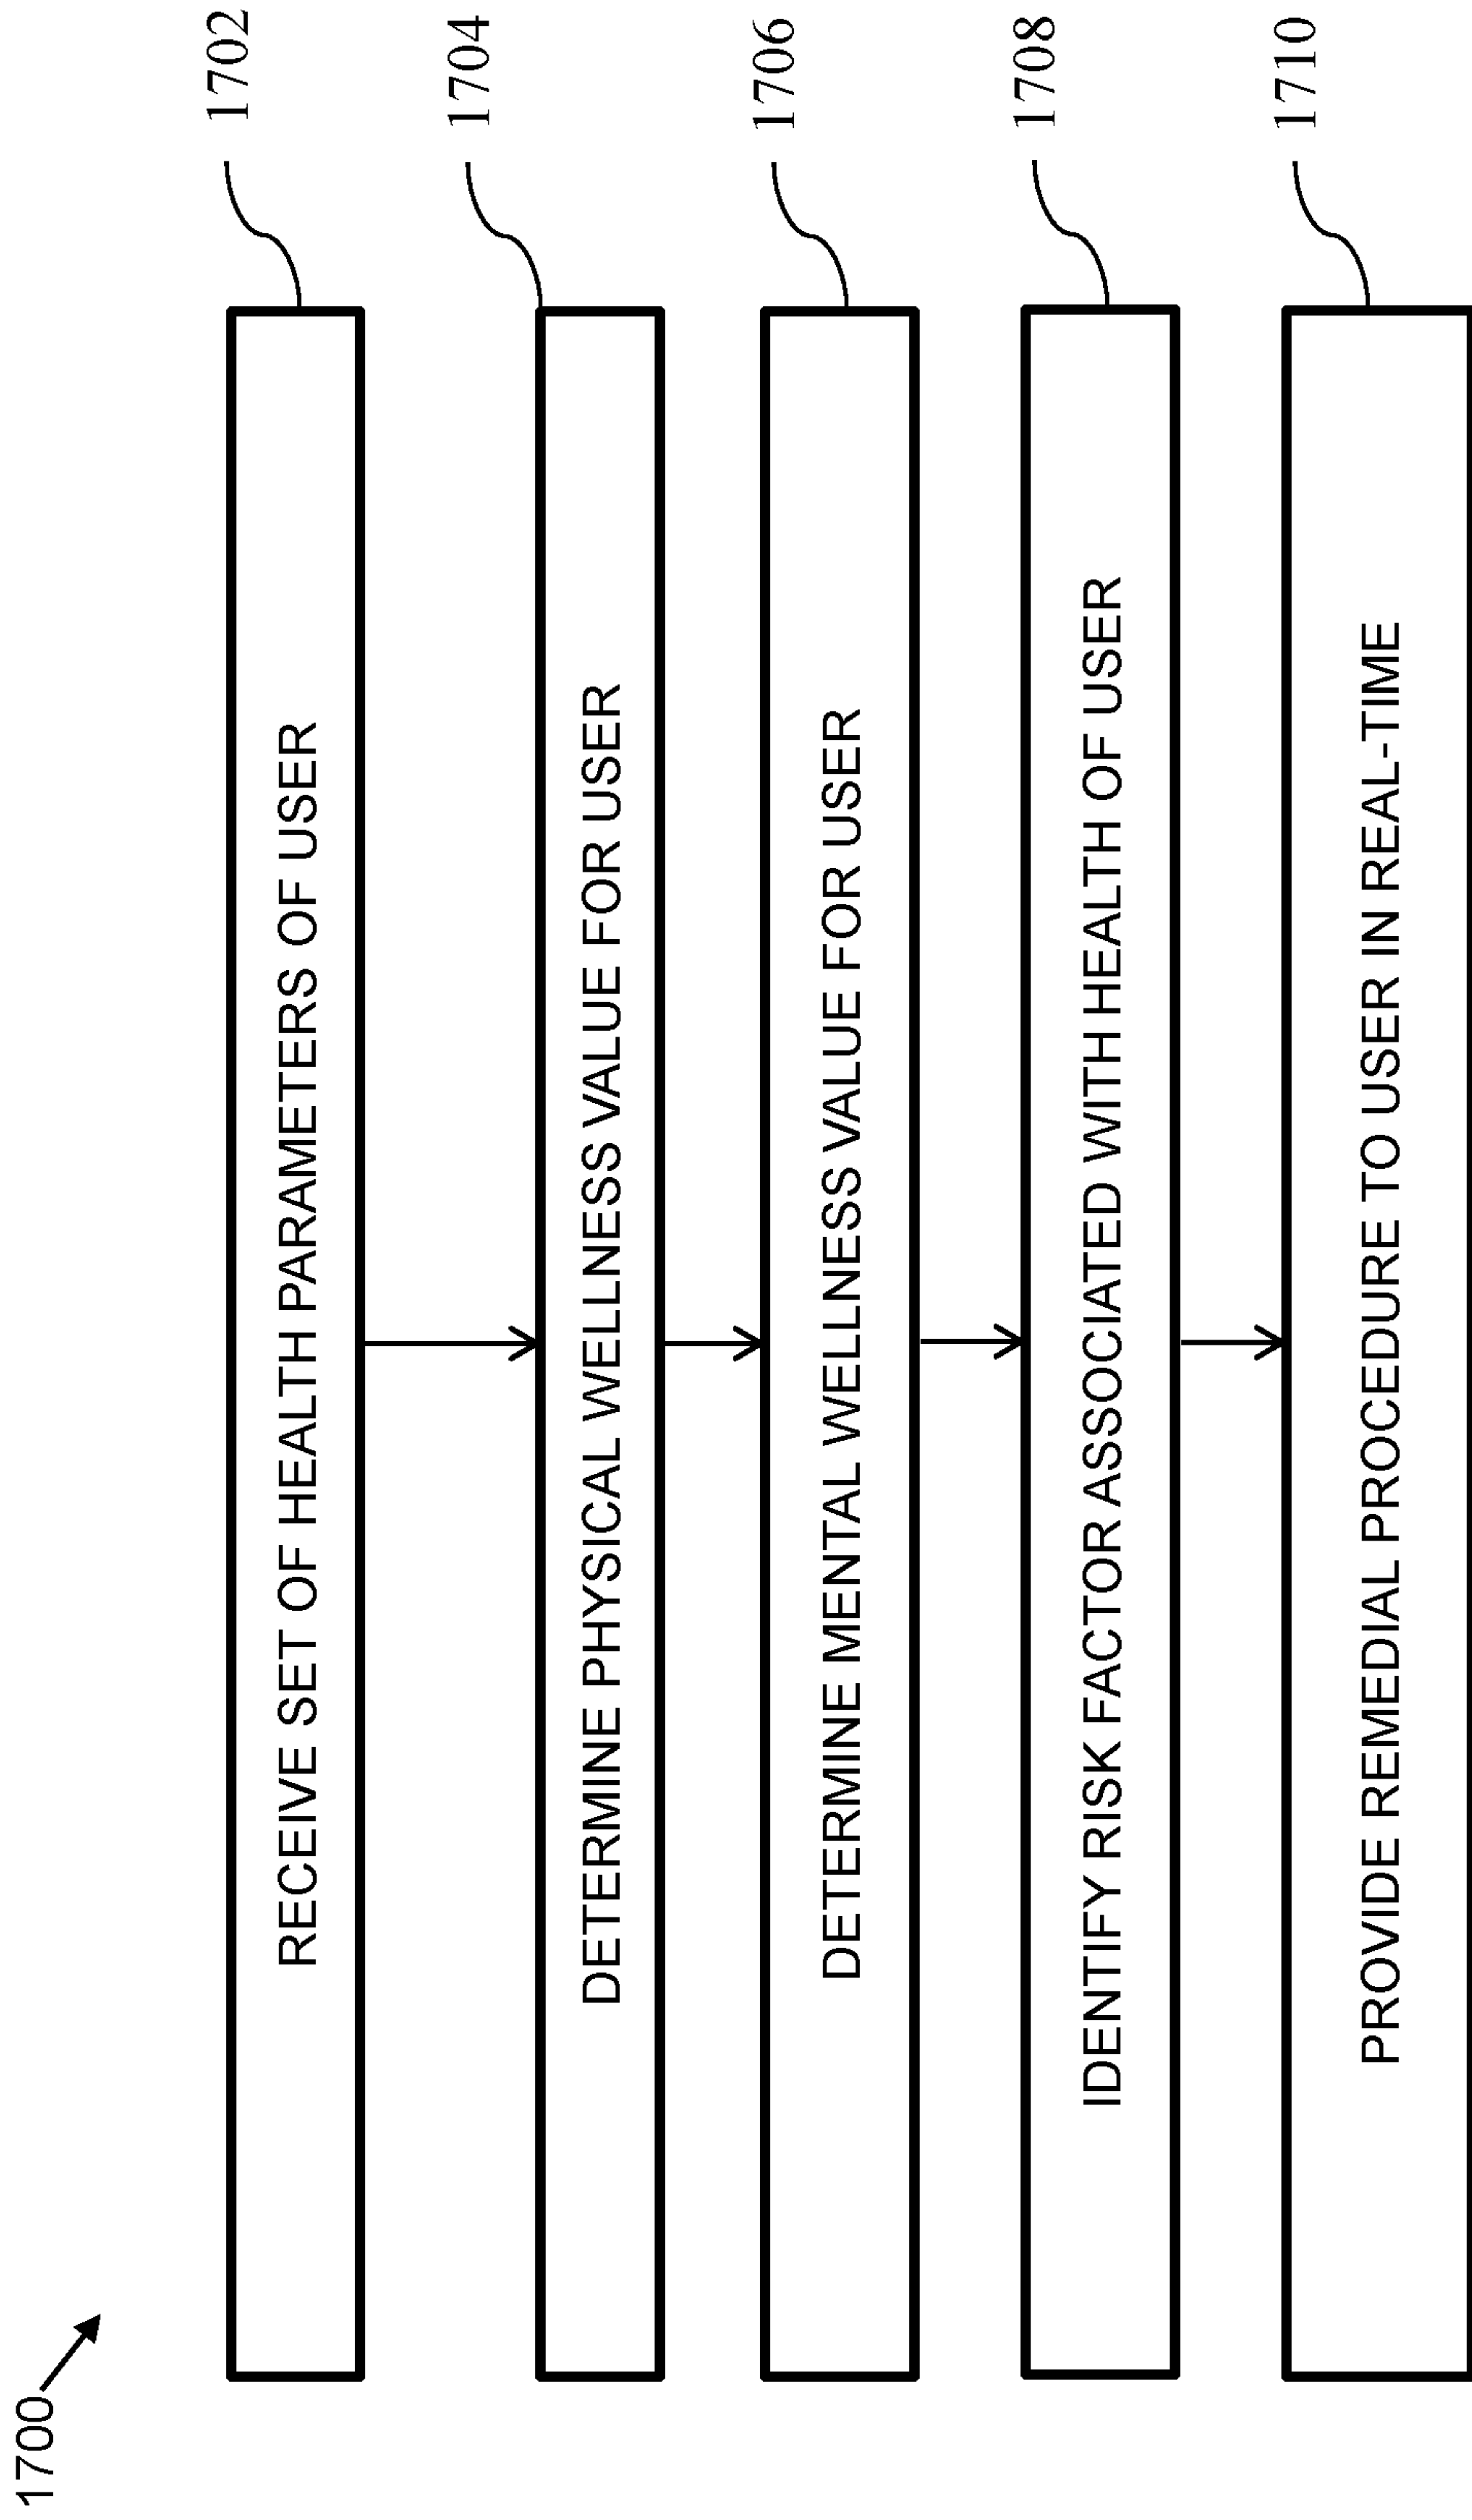 1700
RECEIVE SET OF HEALTH PARAMETERS OF USER
1702
DETERMINE PHYSICAL WELLNESS VALUE FOR USER
1704
DETERMINE MENTAL WELLNESS VALUE FOR USER
1706
IDENTIFY RISK FACTOR ASSOCIATED WITH HEALTH OF USER
1708
PROVIDE REMEDIAL PROCEDURE TO USER IN REAL-TIME
1710